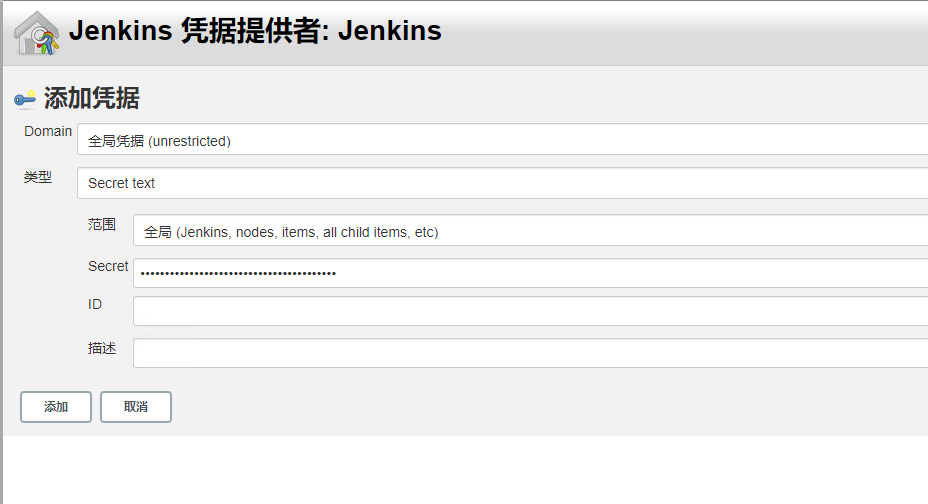 Jenkins 凭据提供者: Jenkins
添加凭据
Domain 全局凭据 (unrestricted)
类型 Secret text
范围 全局 (Jenkins, nodes, items, all child items, etc)
Secret ••••••••••••••••••••••••••••••••••••••••
ID
描述
添加 取消